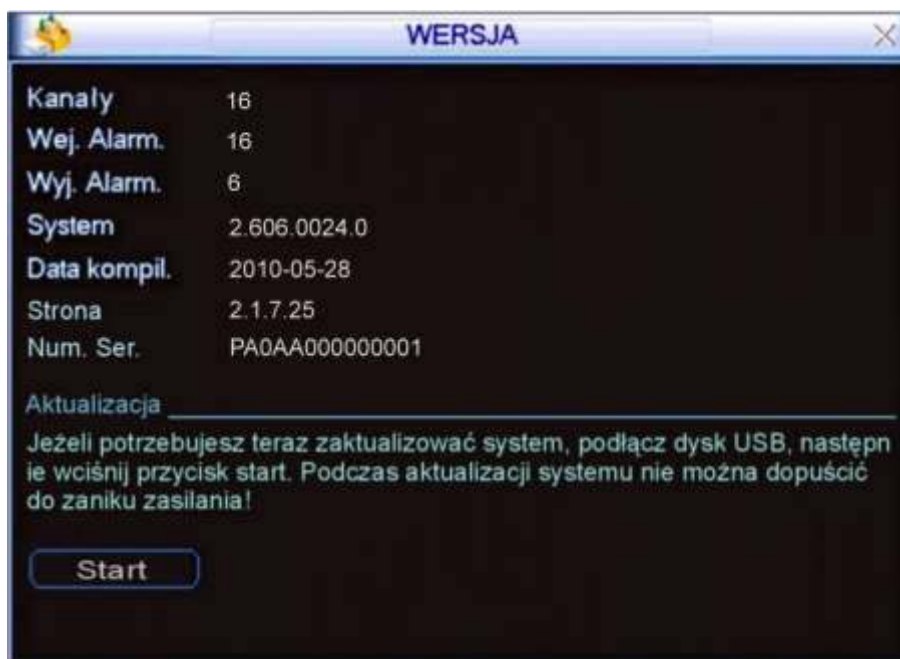 WERSJA
Kanały 16
Wej. Alarm. 16
Wyj. Alarm. 6
System 2.606.0024.0
Data kompil. 2010-05-28
Strona 2.1.7.25
Num. Ser. PA0AA000000001
Aktualizacja
Jeżeli potrzebujesz teraz zaktualizować system, podłącz dysk USB, następn
ie wciśnij przycisk start. Podczas aktualizacji systemu nie można dopuścić
do zaniku zasilania!
Start